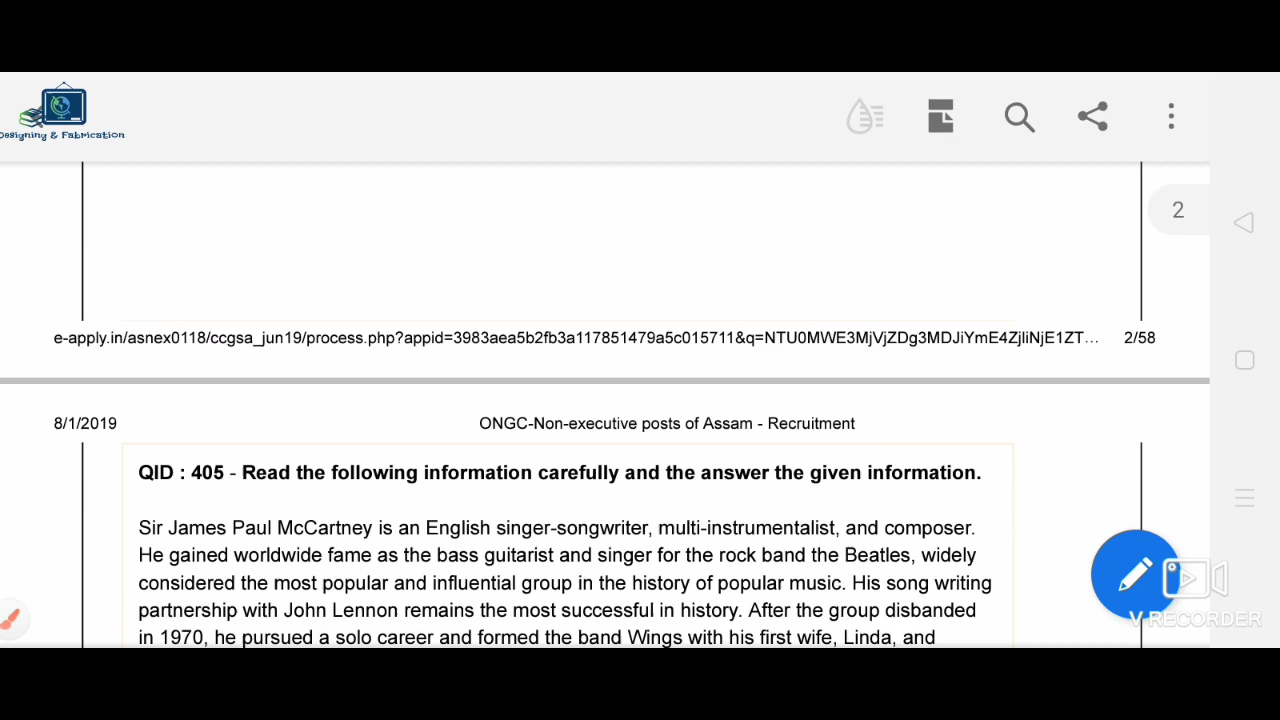 Designing & Fabrication
2
e-apply.in/asnex0118/ccgsa_jun19/process.php?appid=3983aea5b2fb3a117851479a5c015711&q=NTU0MWE3MjVjZDg3MDJiYmE4ZjliNjE1ZT... 2/58
8/1/2019 ONGC-Non-executive posts of Assam - Recruitment
QID : 405 - Read the following information carefully and the answer the given information.
Sir James Paul McCartney is an English singer-songwriter, multi-instrumentalist, and composer.
He gained worldwide fame as the bass guitarist and singer for the rock band the Beatles, widely
considered the most popular and influential group in the history of popular music. His song writing
partnership with John Lennon remains the most successful in history. After the group disbanded
in 1970, he pursued a solo career and formed the band Wings with his first wife, Linda, and
V RECORDER